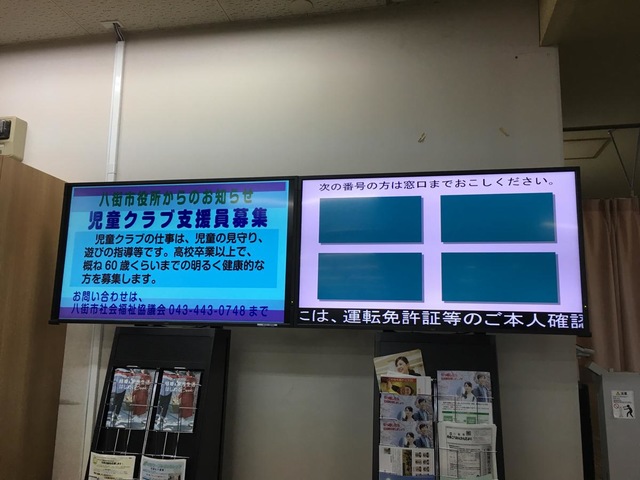 八街市役所からのお知らせ
児童クラブ支援員募集
児童クラブの仕事は、児童の見守り、
遊びの指導等です。高校卒業以上で、
概ね60歳くらいまでの明るく健康的な
方を募集します。
お問い合わせは、
八街市社会福祉協議会 043-443-0748 まで
次の番号の方は窓口までおこしください。
には、運転免許証等のご本人確認